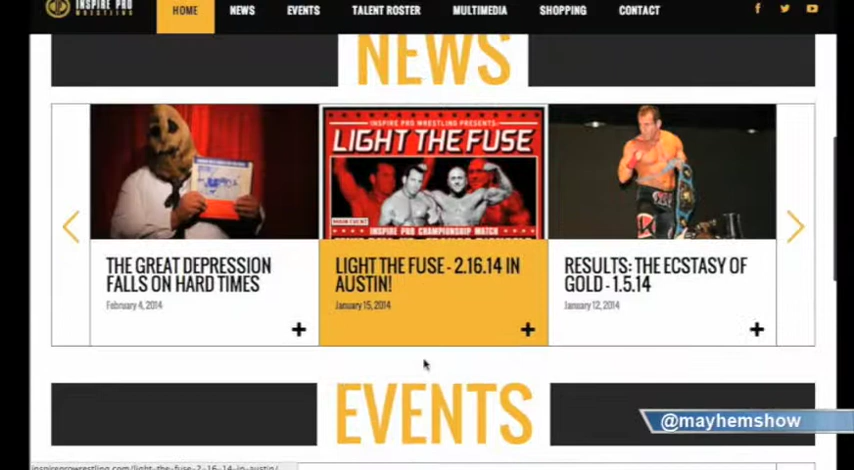 INSPIRE PRO
WRESTLING
HOME NEWS EVENTS TALENT ROSTER MULTIMEDIA SHOPPING CONTACT
NEWS
INSPIRE PRO WRESTLING PRESENTS:
LIGHT THE FUSE
MAIN EVENT
INSPIRE PRO CHAMPIONSHIP MATCH
THE GREAT DEPRESSION
FALLS ON HARD TIMES
February 4, 2014
LIGHT THE FUSE - 2.16.14 IN
AUSTIN!
January 15, 2014
RESULTS: THE ECSTASY OF
GOLD - 1.5.14
January 12, 2014
EVENTS
@mayhemshow
inspireprowrestling.com/light-the-fuse-2-16-14-in-austin/